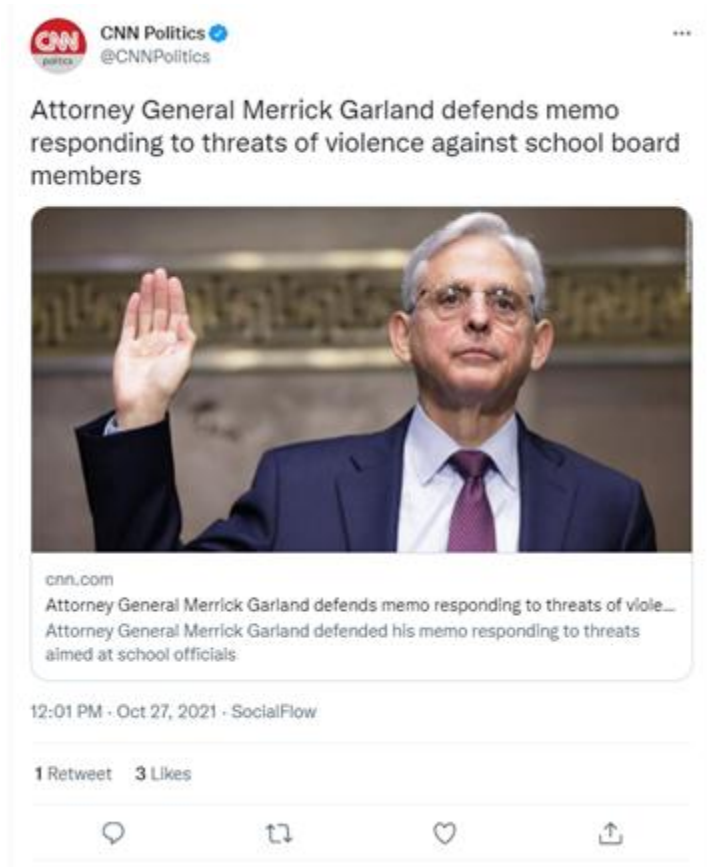 CNN
politics
CNN Politics
@CNNPolitics
Attorney General Merrick Garland defends memo
responding to threats of violence against school board
members
cnn.com
Attorney General Merrick Garland defends memo responding to threats of viole...
Attorney General Merrick Garland defended his memo responding to threats
aimed at school officials
12:01 PM · Oct 27, 2021 · SocialFlow
1 Retweet 3 Likes